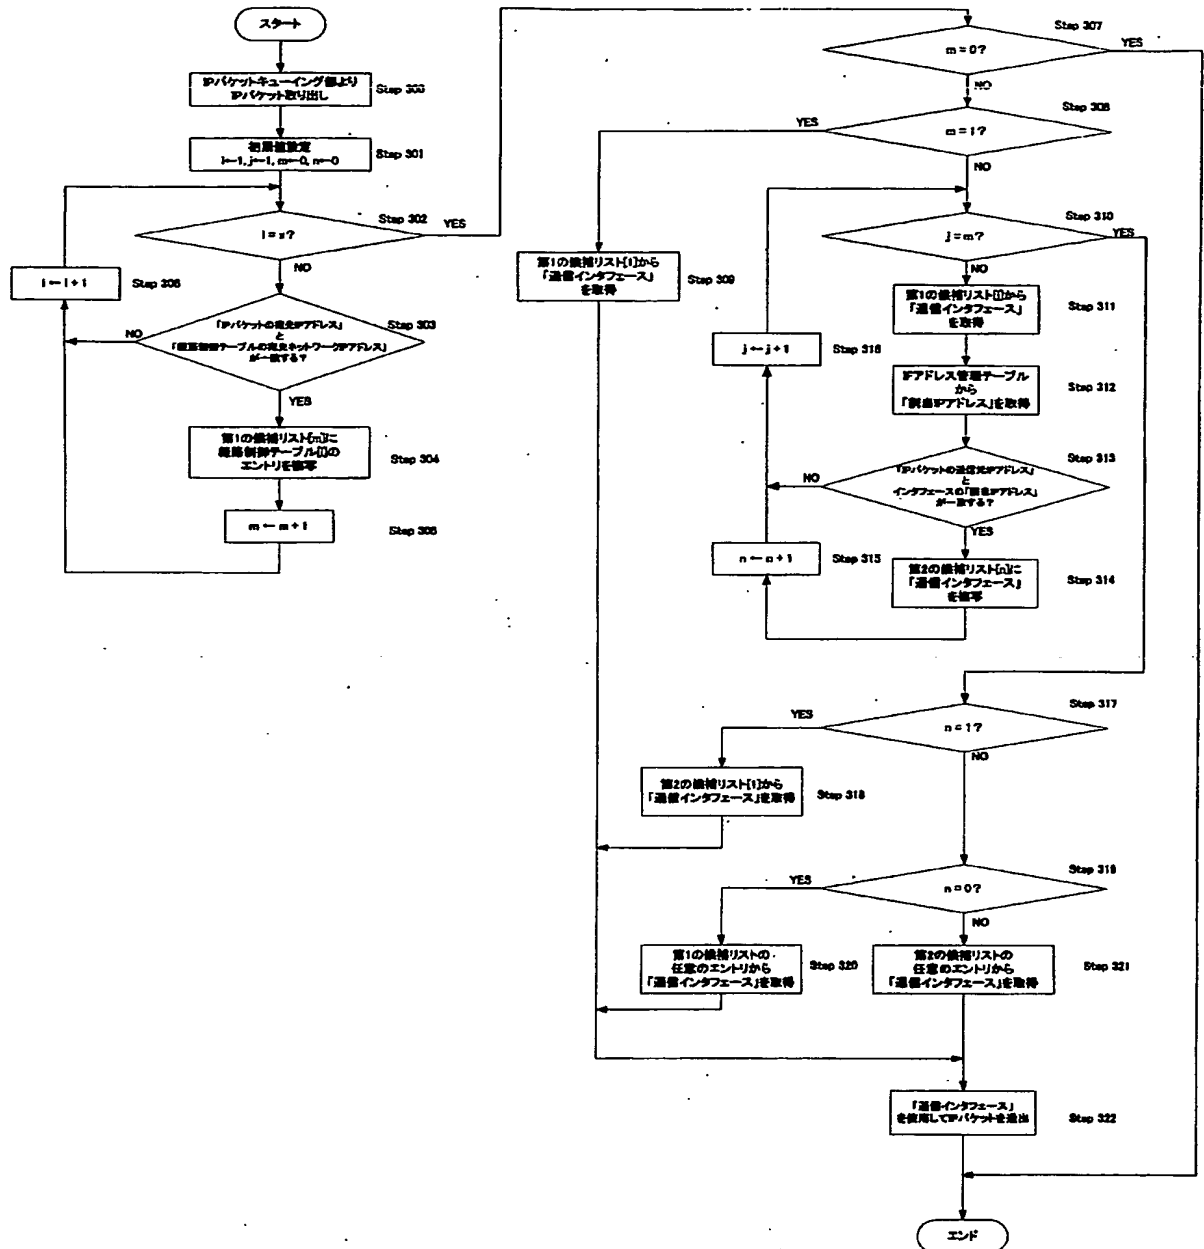 スタート
IPパケットキューイング部より
IPパケット取り出し
Step 300
初期値設定
i←1, j←1, m←0, n←0
Step 301
Step 302
YES
NO
i ← i + 1
「IPパケットの宛先IPアドレス」
と
「経路制御テーブルの宛先ネットワークIPアドレス」
が一致する?
Step 303
NO
YES
第1の候補リスト[m]に
経路制御テーブル[i]の
エントリを複写
Step 304
m ← m + 1
m = 0?
Step 307
YES
NO
m = 1?
YES
NO
第1の候補リスト[1]から
「通信インタフェース」
を取得
Step 309
j = m?
Step 310
YES
NO
第1の候補リスト[j]から
「通信インタフェース」
を取得
Step 311
IFアドレス管理テーブル
から
「割当IPアドレス」を取得
Step 312
「IPパケットの送信元IPアドレス」
と
インタフェースの「割当IPアドレス」
が一致する?
Step 313
NO
YES
第2の候補リスト[n]に
「通信インタフェース」
を複写
Step 314
n ← n + 1
Step 315
j ← j + 1
Step 316
n = 1?
Step 317
YES
NO
第2の候補リスト[1]から
「通信インタフェース」を取得
Step 318
n = 0?
Step 319
YES
NO
第1の候補リストの
任意のエントリから
「通信インタフェース」を取得
Step 320
第2の候補リストの
任意のエントリから
「通信インタフェース」を取得
Step 321
「通信インタフェース」
を使用してIPパケットを送出
Step 322
エンド